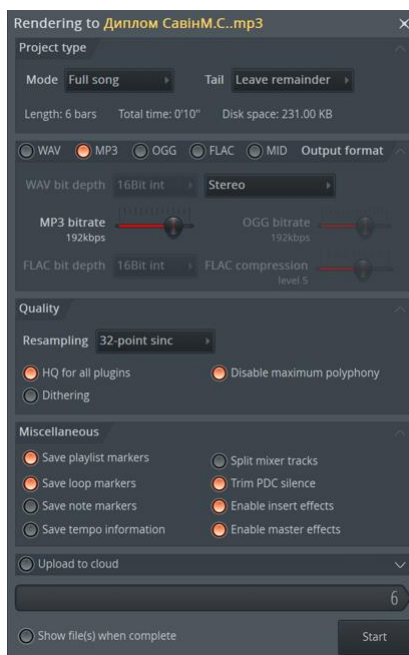 Rendering to Диплом СавінМ.С..mp3
Project type
Mode Full song Tail Leave remainder
Length: 6 bars Total time: 0'10" Disk space: 231.00 KB
WAV MP3 OGG FLAC MID Output format
WAV bit depth 16Bit int Stereo
MP3 bitrate OGG bitrate
192kbps 192kbps
FLAC bit depth 16Bit int FLAC compression
level 5
Quality
Resampling 32-point sinc
HQ for all plugins Disable maximum polyphony
Dithering
Miscellaneous
Save playlist markers Split mixer tracks
Save loop markers Trim PDC silence
Save note markers Enable insert effects
Save tempo information Enable master effects
Upload to cloud
6
Show file(s) when complete Start